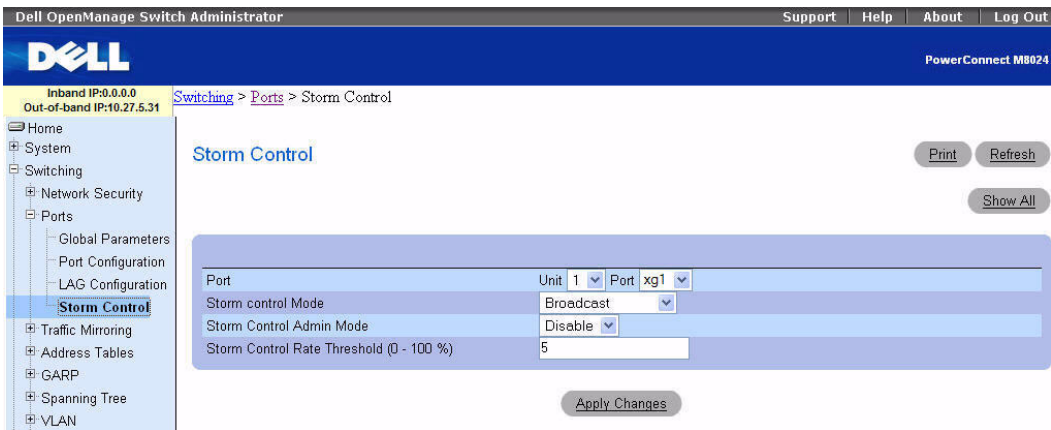 Dell OpenManage Switch Administrator
Support Help About Log Out
DELL
PowerConnect M8024
Inband IP:0.0.0.0
Out-of-band IP:10.27.5.31
Switching > Ports > Storm Control
Home
System
Switching
Network Security
Ports
Global Parameters
Port Configuration
LAG Configuration
Storm Control
Traffic Mirroring
Address Tables
GARP
Spanning Tree
VLAN
Storm Control
Print Refresh
Show All
Port Unit 1 Port xg1
Storm control Mode Broadcast
Storm Control Admin Mode Disable
Storm Control Rate Threshold (0 - 100 %) 5
Apply Changes